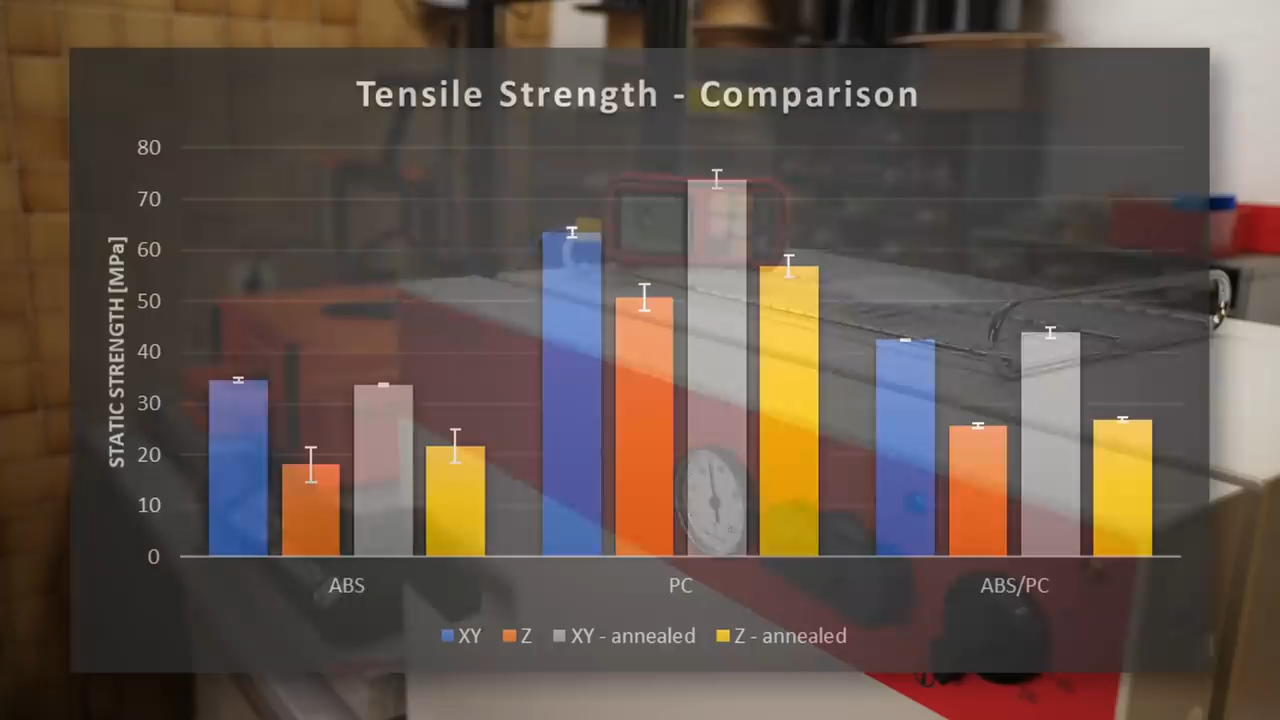 Tensile Strength - Comparison
STATIC STRENGTH [MPa]
80
70
60
50
40
30
20
10
0
ABS
PC
ABS/PC
XY
Z
XY - annealed
Z - annealed